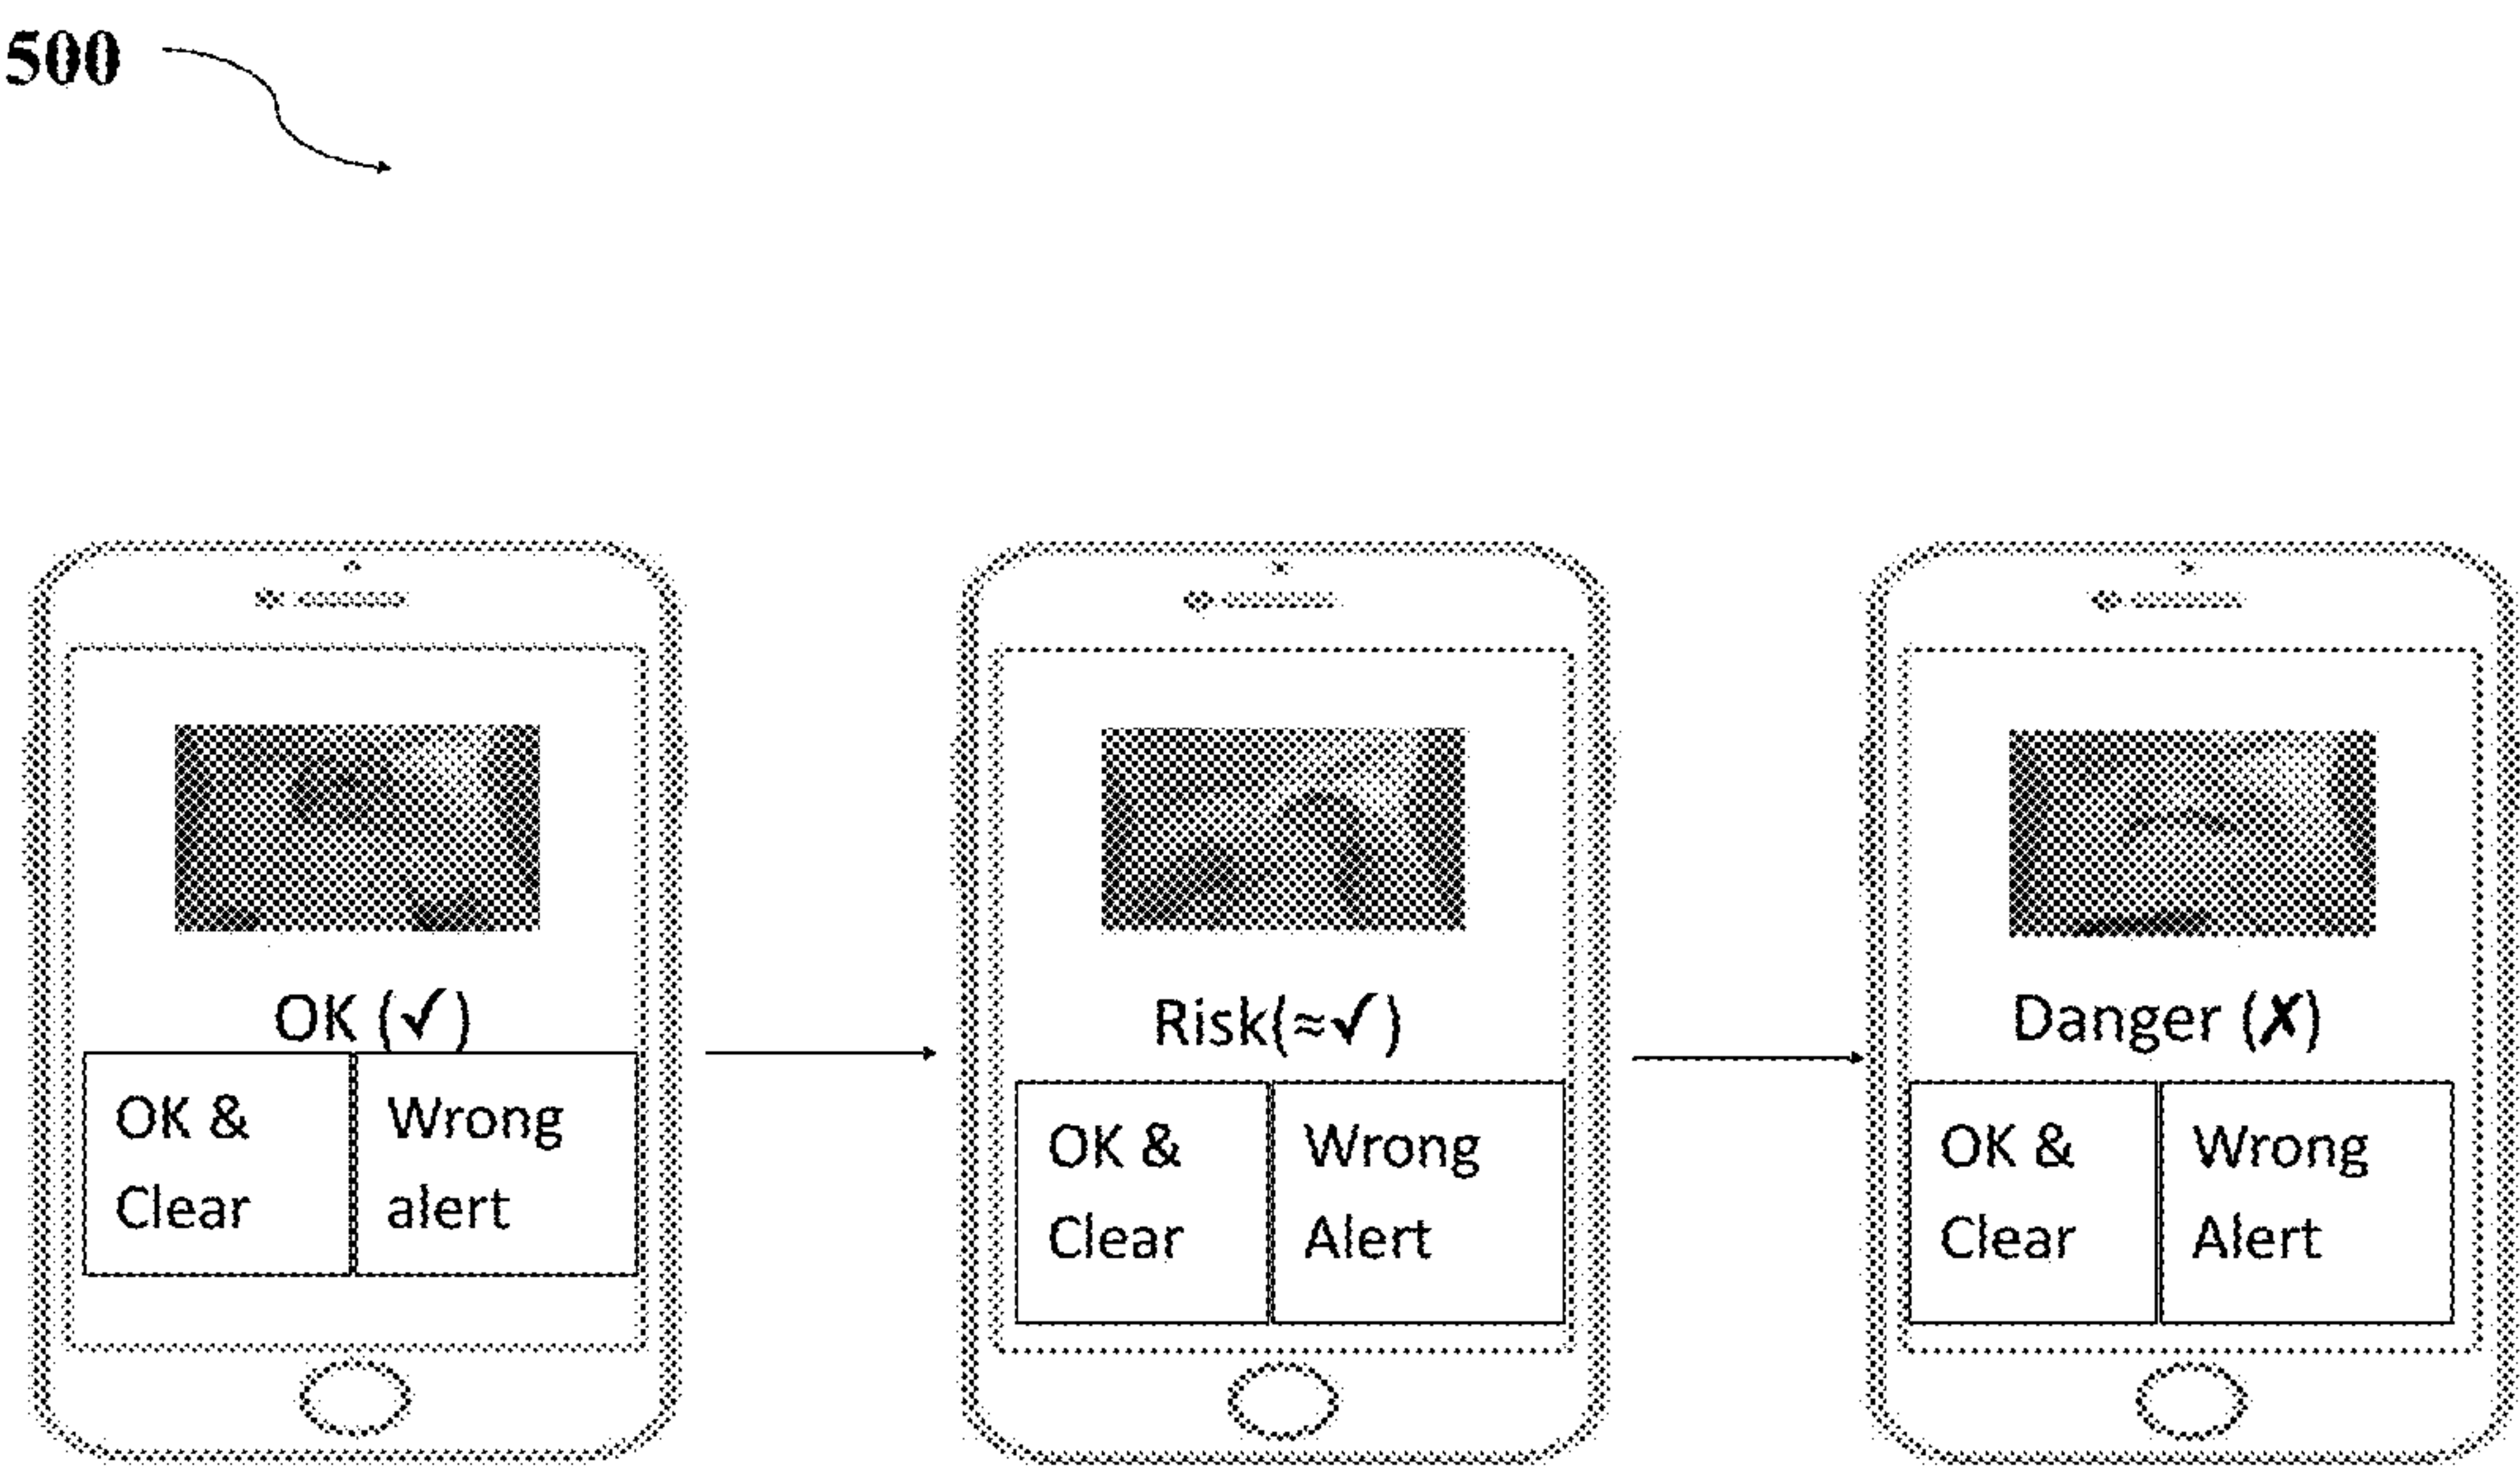 500
OK (✓)
OK &
Clear
Wrong
alert
Risk(≈✓)
OK &
Clear
Wrong
Alert
Danger (✗)
OK &
Clear
Wrong
Alert